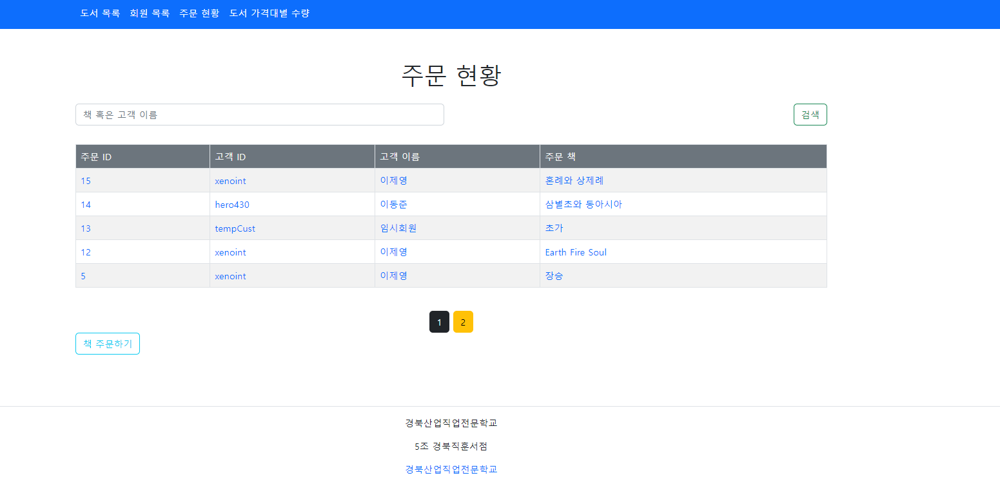 도서 목록 회원 목록 주문 현황 도서 가격대별 수량
주문 현황
책 혹은 고객 이름 검색
주문 ID 고객 ID 고객 이름 주문 책
15 xenoint 이제영 혼례와 상제례
14 hero430 이동준 삼별초와 동아시아
13 tempCust 임시회원 초가
12 xenoint 이제영 Earth Fire Soul
5 xenoint 이제영 장승
1 2
책 주문하기
경북산업직업전문학교
5조 경북직훈서점
경북산업직업전문학교